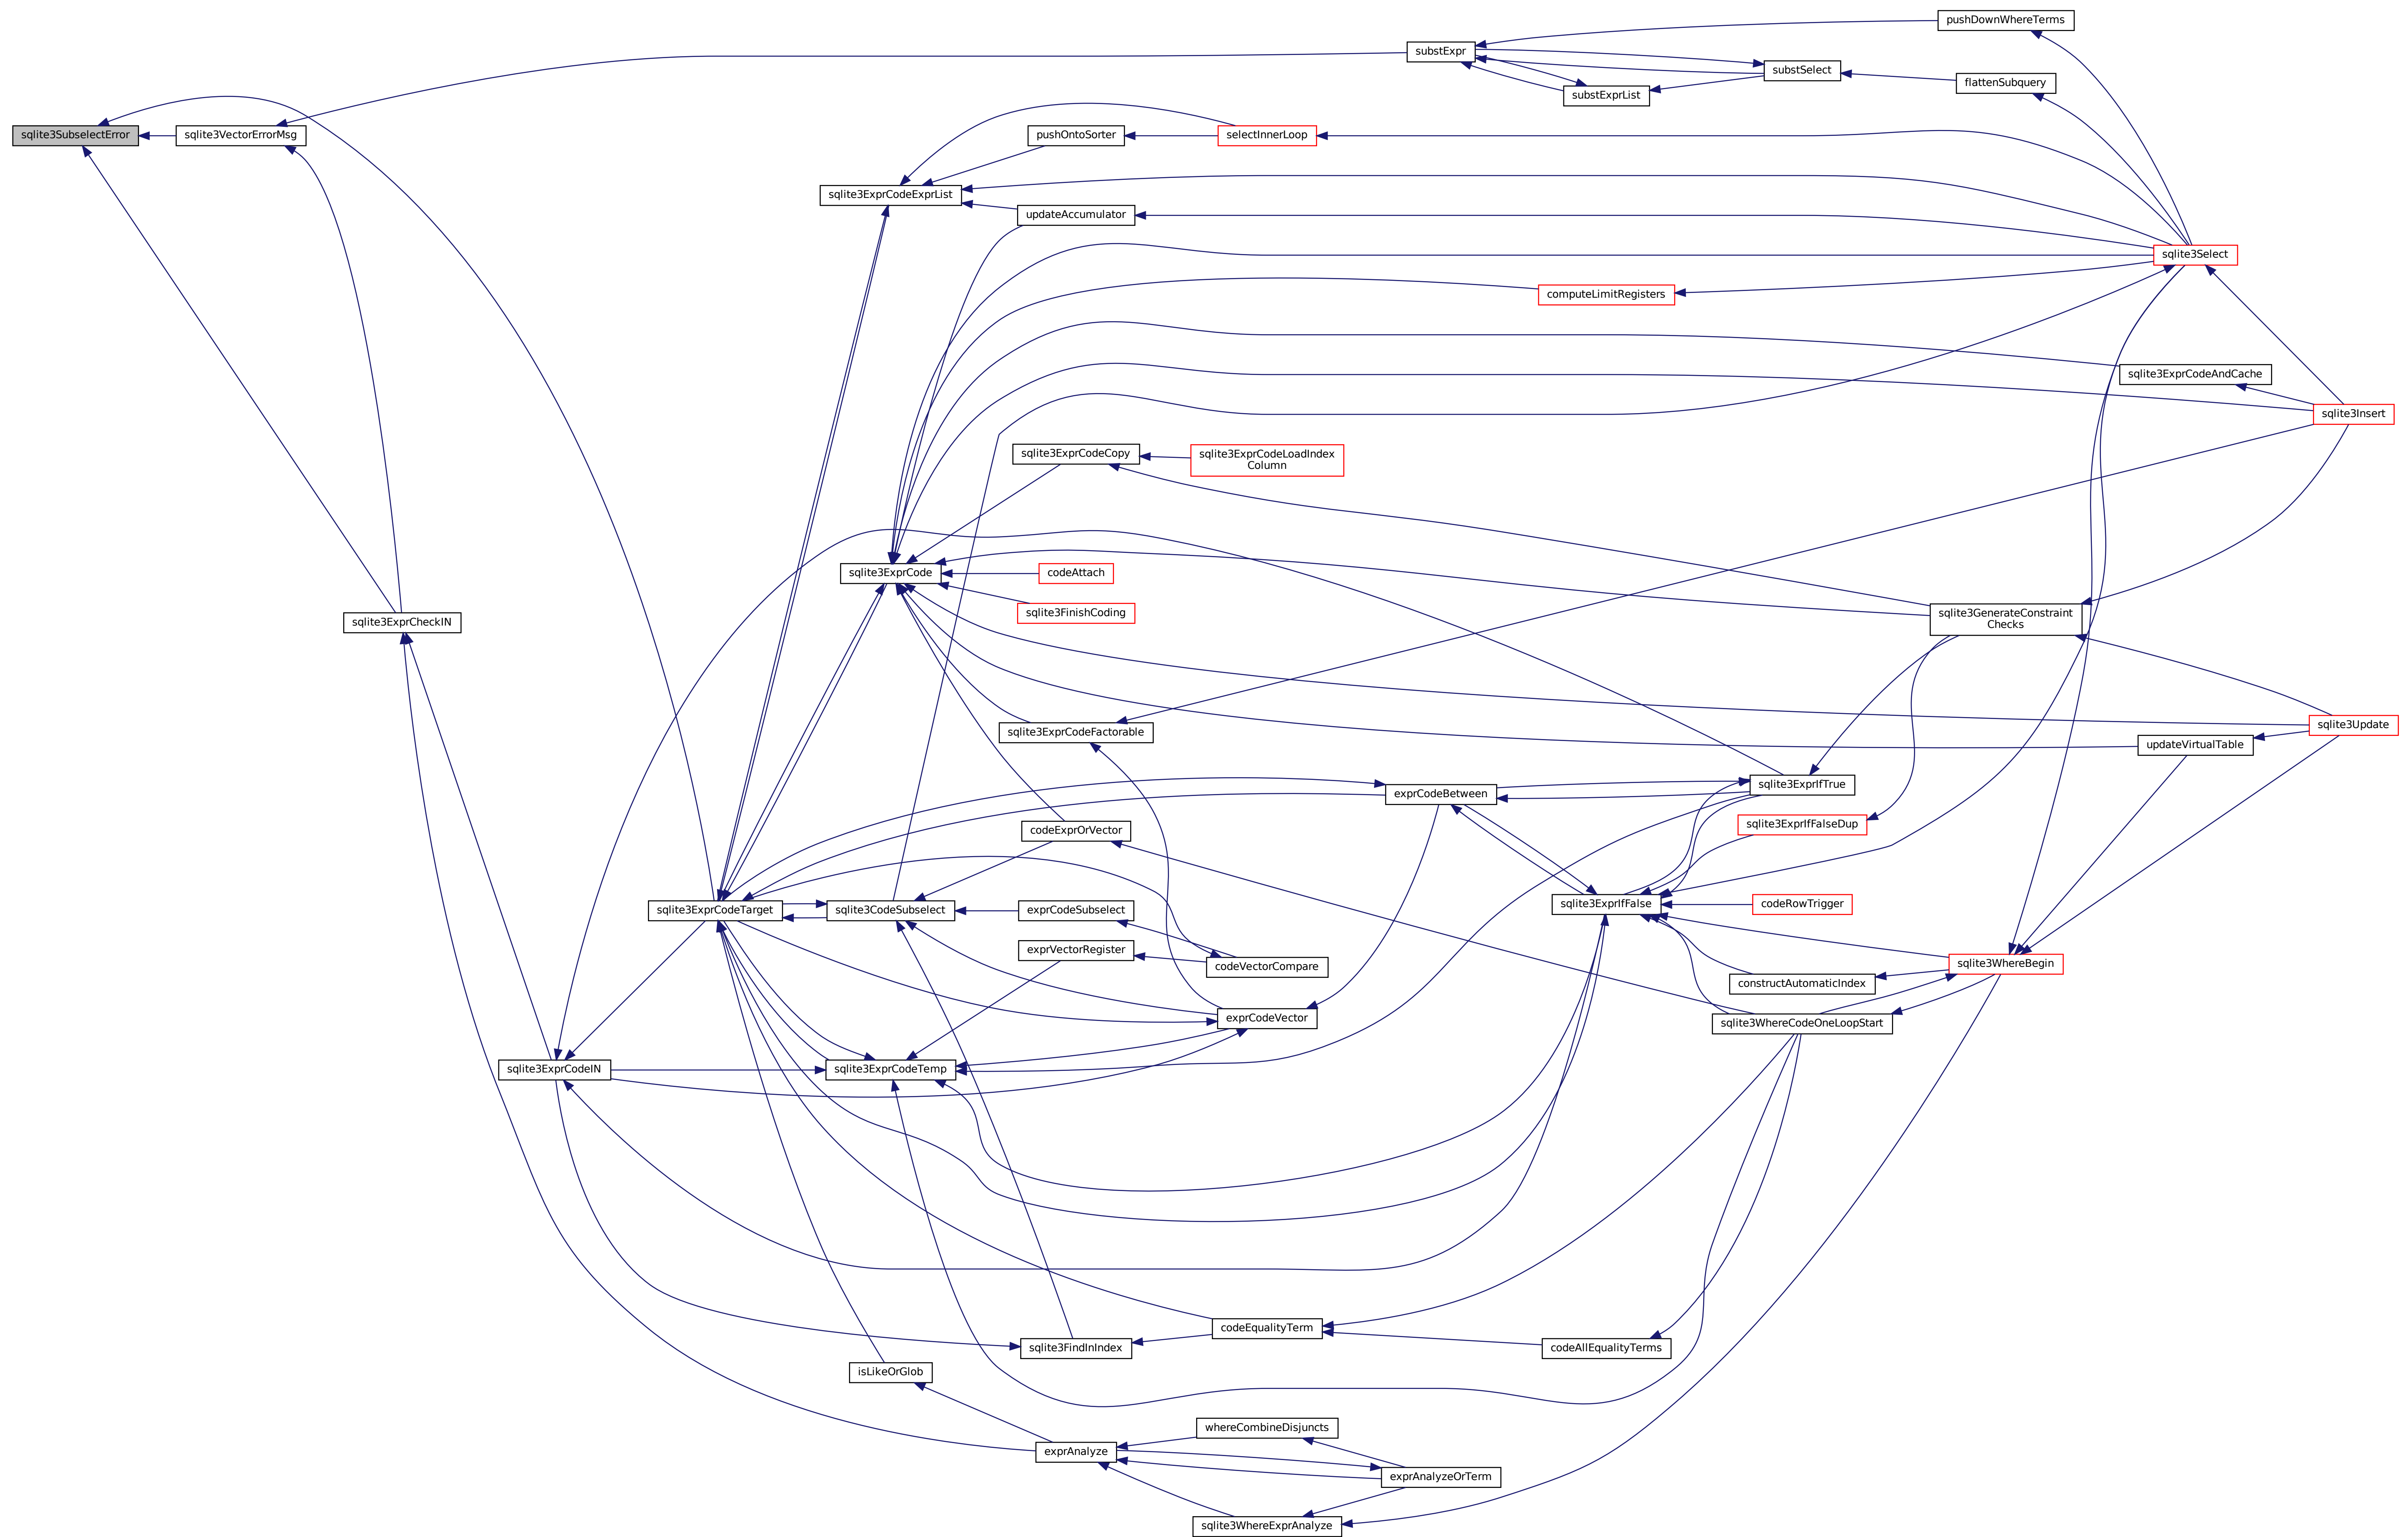 pushDownWhereTerms
substExpr
substSelect
flattenSubquery
substExprList
sqlite3SubselectError
sqlite3VectorErrorMsg
pushOntoSorter
selectInnerLoop
sqlite3ExprCodeExprList
updateAccumulator
sqlite3Select
computeLimitRegisters
sqlite3ExprCodeAndCache
sqlite3Insert
sqlite3ExprCodeCopy
sqlite3ExprCodeLoadIndex
Column
sqlite3ExprCode
codeAttach
sqlite3FinishCoding
sqlite3ExprCheckIN
sqlite3GenerateConstraint
Checks
sqlite3ExprCodeFactorable
sqlite3Update
updateVirtualTable
sqlite3ExprIfTrue
exprCodeBetween
sqlite3ExprIfFalseDup
codeExprOrVector
sqlite3ExprCodeTarget
sqlite3CodeSubselect
exprCodeSubselect
sqlite3ExprIfFalse
codeRowTrigger
exprVectorRegister
codeVectorCompare
sqlite3WhereBegin
constructAutomaticIndex
exprCodeVector
sqlite3WhereCodeOneLoopStart
sqlite3ExprCodeIN
sqlite3ExprCodeTemp
codeEqualityTerm
sqlite3FindInIndex
codeAllEqualityTerms
isLikeOrGlob
whereCombineDisjuncts
exprAnalyze
exprAnalyzeOrTerm
sqlite3WhereExprAnalyze